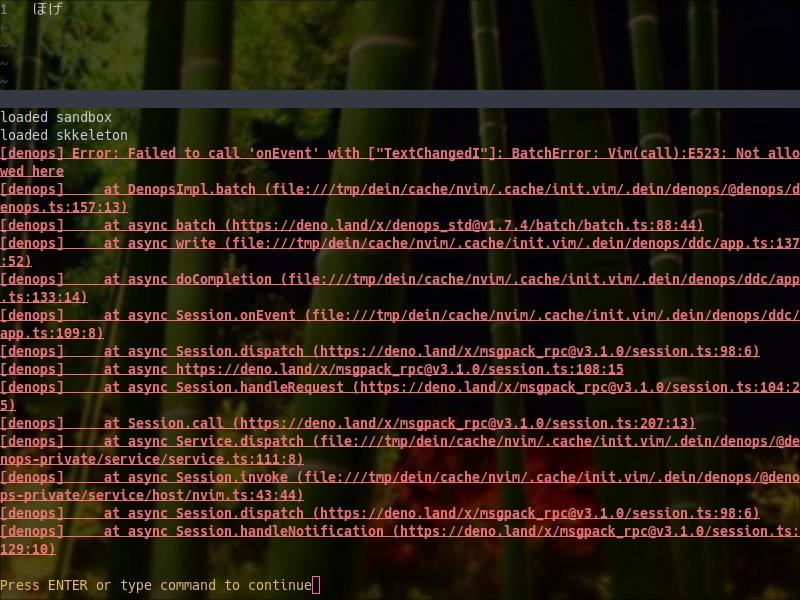 1   ほげ
~
~
~
~
loaded sandbox
loaded skkeleton
[denops] Error: Failed to call 'onEvent' with ["TextChangedI"]: BatchError: Vim(call):E523: Not allo
wed here
[denops]     at DenopsImpl.batch (file:///tmp/dein/cache/nvim/.cache/init.vim/.dein/denops/@denops/d
enops.ts:157:13)
[denops]     at async batch (https://deno.land/x/denops_std@v1.7.4/batch/batch.ts:88:44)
[denops]     at async write (file:///tmp/dein/cache/nvim/.cache/init.vim/.dein/denops/ddc/app.ts:137
:52)
[denops]     at async doCompletion (file:///tmp/dein/cache/nvim/.cache/init.vim/.dein/denops/ddc/app
.ts:133:14)
[denops]     at async Session.onEvent (file:///tmp/dein/cache/nvim/.cache/init.vim/.dein/denops/ddc/
app.ts:109:8)
[denops]     at async Session.dispatch (https://deno.land/x/msgpack_rpc@v3.1.0/session.ts:98:6)
[denops]     at async https://deno.land/x/msgpack_rpc@v3.1.0/session.ts:108:15
[denops]     at async Session.handleRequest (https://deno.land/x/msgpack_rpc@v3.1.0/session.ts:104:2
5)
[denops]     at Session.call (https://deno.land/x/msgpack_rpc@v3.1.0/session.ts:207:13)
[denops]     at async Service.dispatch (file:///tmp/dein/cache/nvim/.cache/init.vim/.dein/denops/@de
nops-private/service/service.ts:111:8)
[denops]     at async Session.invoke (file:///tmp/dein/cache/nvim/.cache/init.vim/.dein/denops/@deno
ps-private/service/host/nvim.ts:43:44)
[denops]     at async Session.dispatch (https://deno.land/x/msgpack_rpc@v3.1.0/session.ts:98:6)
[denops]     at async Session.handleNotification (https://deno.land/x/msgpack_rpc@v3.1.0/session.ts:
129:10)
Press ENTER or type command to continue